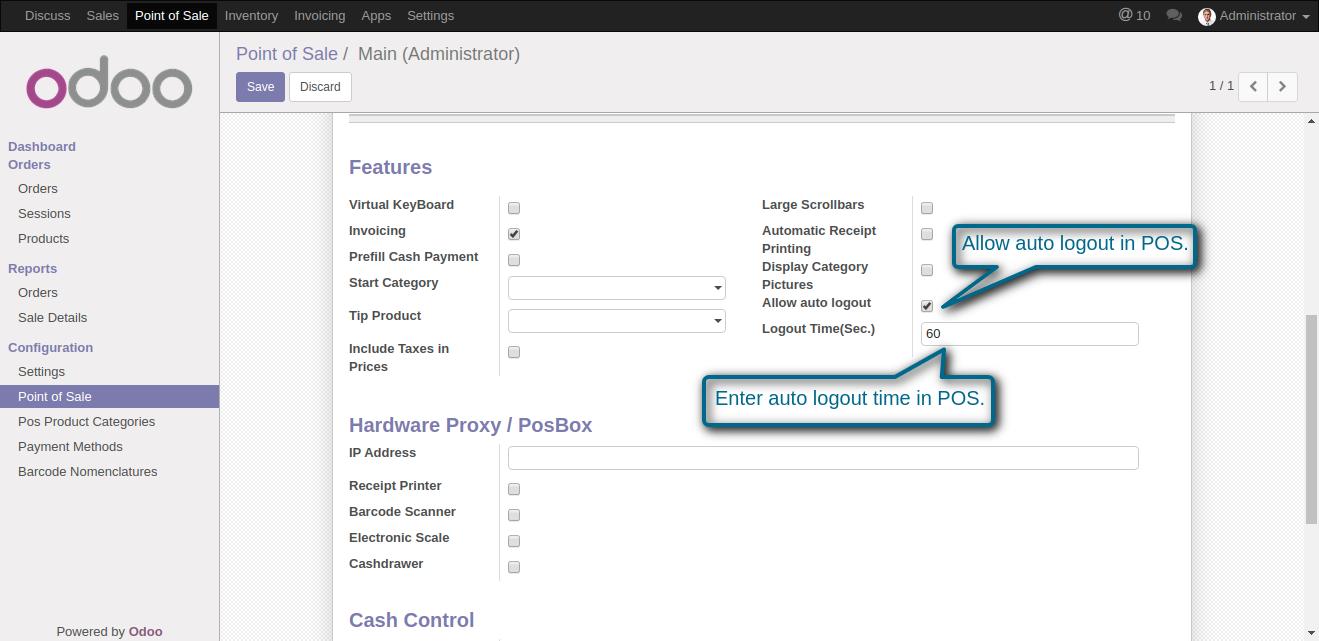 Discuss Sales Point of Sale Inventory Invoicing Apps Settings @ 10 Administrator
odoo
Dashboard
Orders
Orders
Sessions
Products
Reports
Orders
Sale Details
Configuration
Settings
Point of Sale
Pos Product Categories
Payment Methods
Barcode Nomenclatures
Powered by Odoo
Point of Sale / Main (Administrator)
Save Discard
1 / 1
Features
Virtual KeyBoard
Invoicing
Prefill Cash Payment
Start Category
Tip Product
Include Taxes in
Prices
Large Scrollbars
Automatic Receipt
Printing
Display Category
Pictures
Allow auto logout
Logout Time(Sec.)
60
Allow auto logout in POS.
Enter auto logout time in POS.
Hardware Proxy / PosBox
IP Address
Receipt Printer
Barcode Scanner
Electronic Scale
Cashdrawer
Cash Control